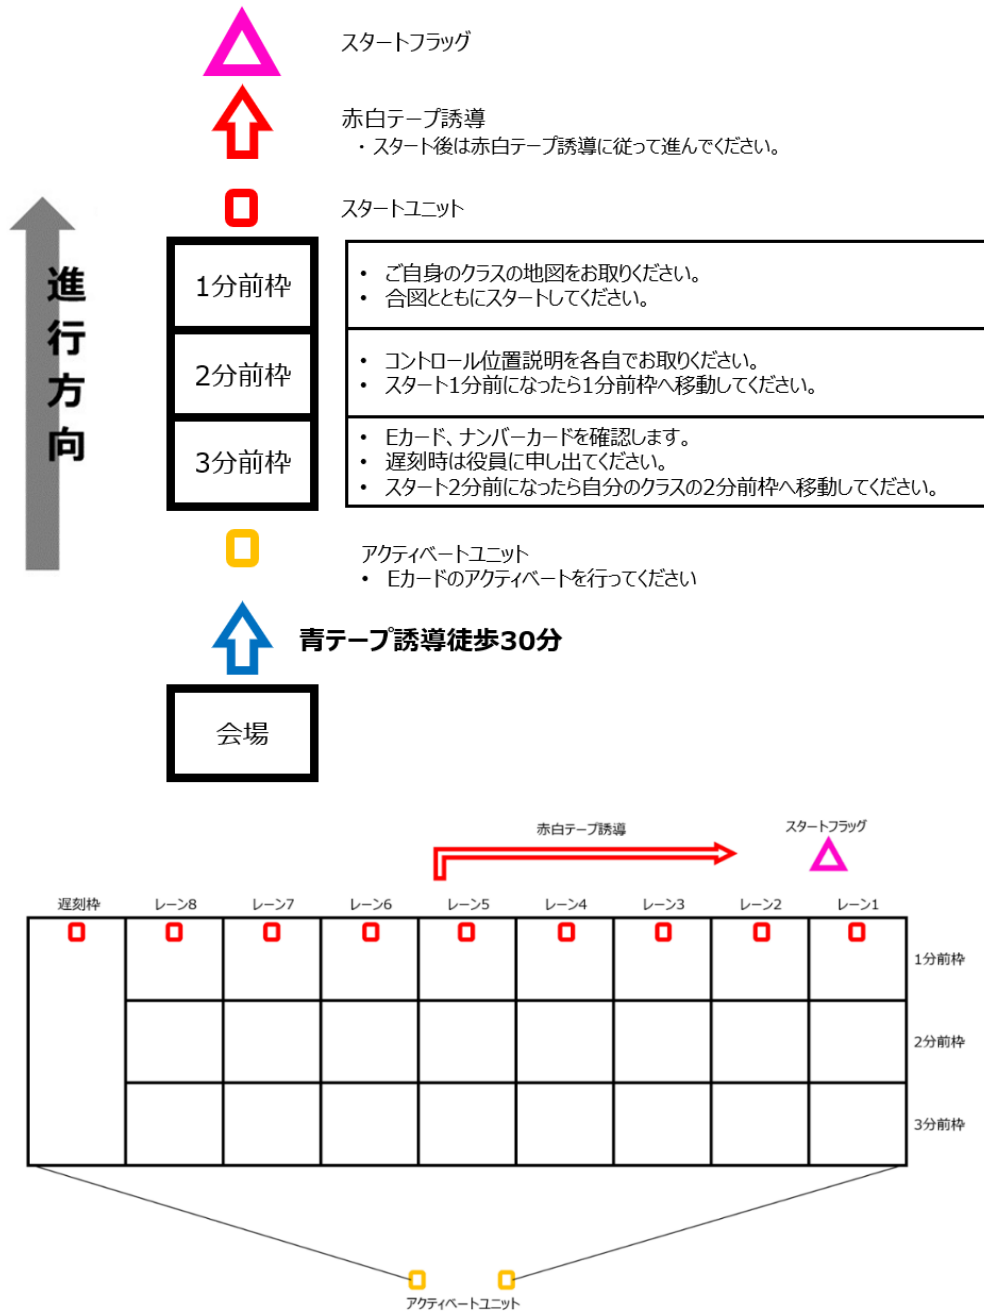 スタートフラッグ
赤白テープ誘導
・スタート後は赤白テープ誘導に従って進んでください。
スタートユニット
進行方向
1分前枠
• ご自身のクラスの地図をお取りください。
• 合図とともにスタートしてください。
2分前枠
• コントロール位置説明を各自でお取りください。
• スタート1分前になったら1分前枠へ移動してください。
3分前枠
• Eカード、ナンバーカードを確認します。
• 遅刻時は役員に申し出てください。
• スタート2分前になったら自分のクラスの2分前枠へ移動してください。
アクティベートユニット
• Eカードのアクティベートを行ってください
青テープ誘導徒歩30分
会場
赤白テープ誘導
スタートフラッグ
遅刻枠 レーン8 レーン7 レーン6 レーン5 レーン4 レーン3 レーン2 レーン1
1分前枠
2分前枠
3分前枠
アクティベートユニット